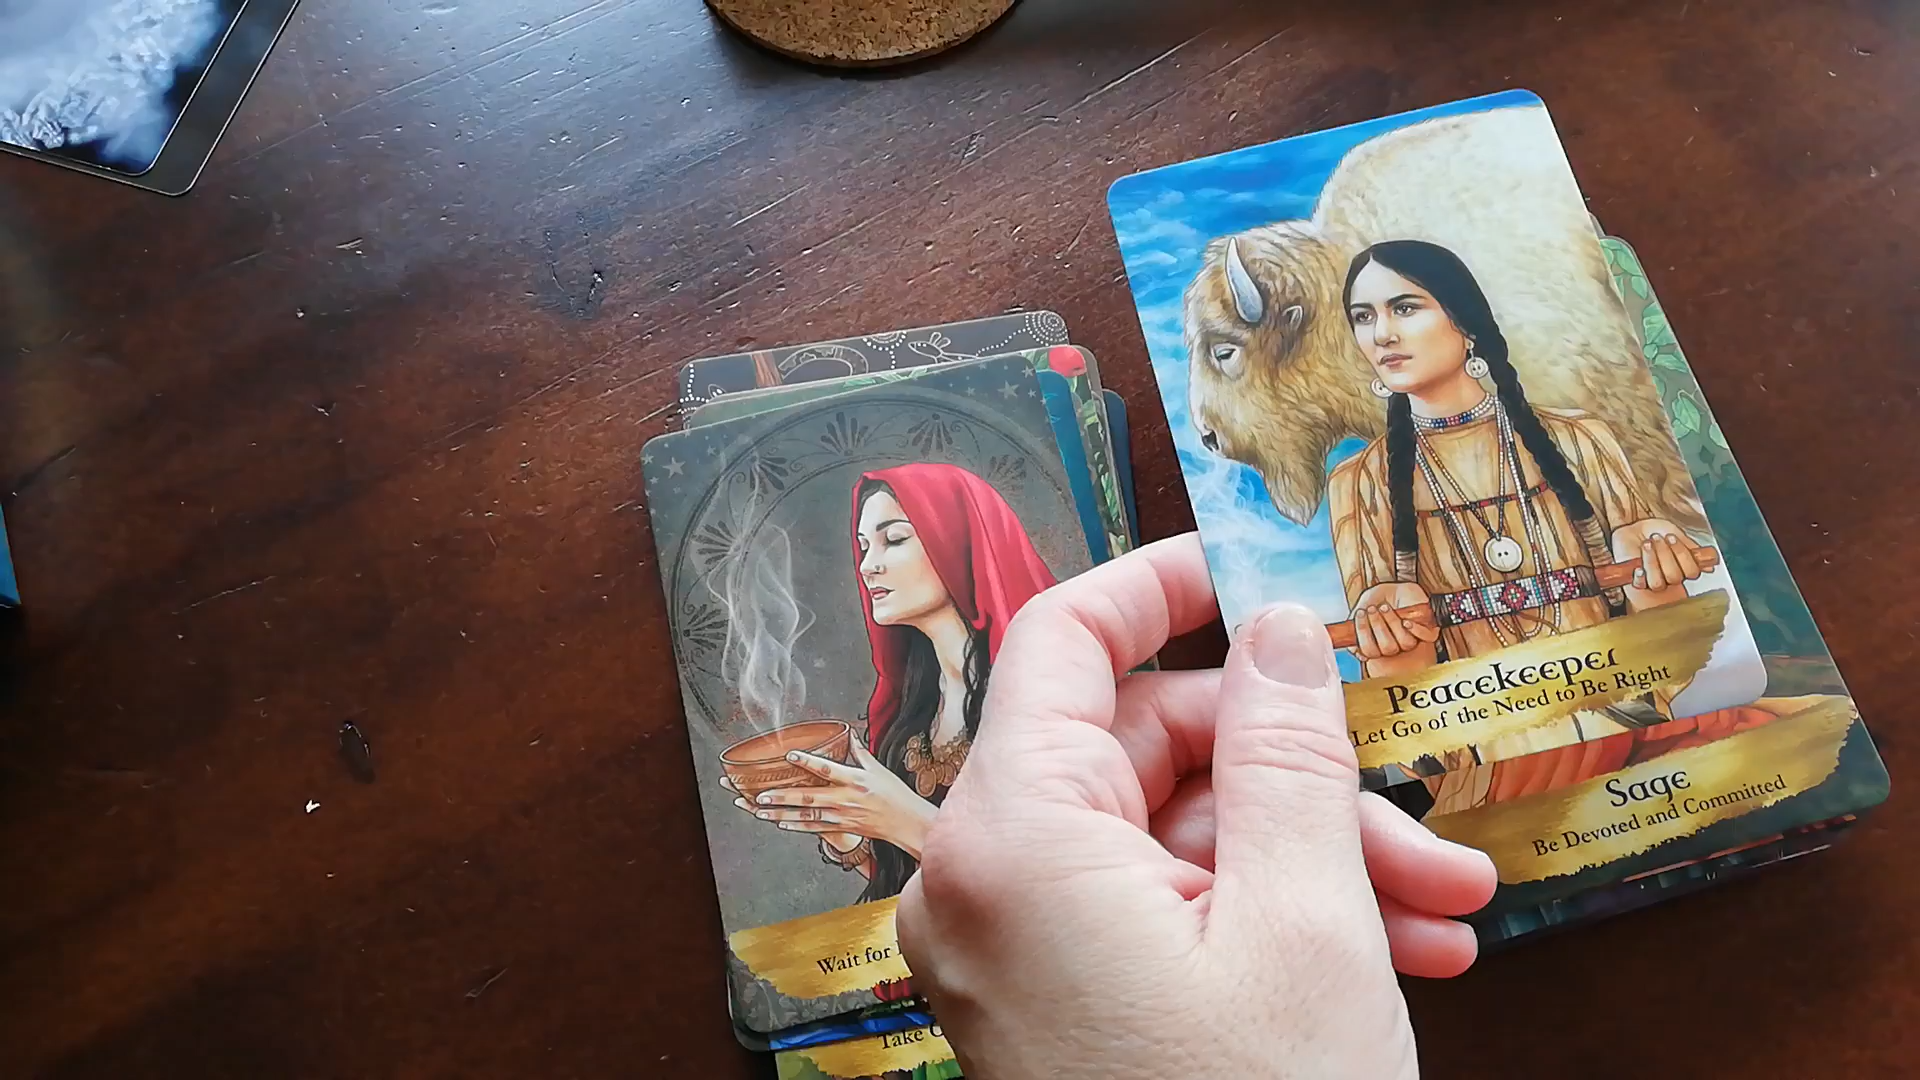 Peacekeeper
Let Go of the Need to Be Right
Sage
Be Devoted and Committed
Wait for
Take